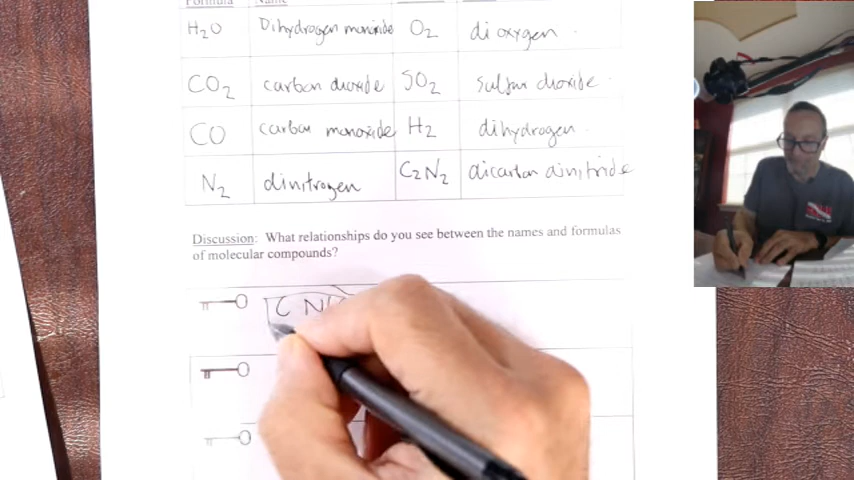 Formula Name
H₂O Dihydrogen monoxide O₂ dioxygen
CO₂ carbon dioxide SO₂ sulfur dioxide
CO carbon monoxide H₂ dihydrogen
N₂ dinitrogen C₂N₂ dicarbon dinitride
Discussion: What relationships do you see between the names and formulas
of molecular compounds?
C N